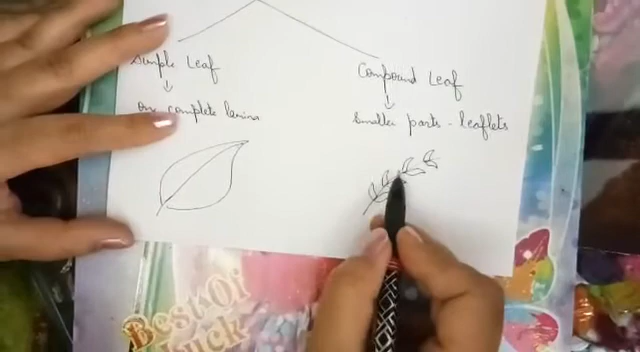 Simple Leaf
Compound Leaf
one complete lamina
Smaller parts - leaflets
Best Of
Luck